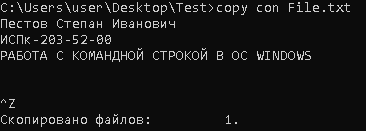 C:\Users\user\Desktop\Test>copy con File.txt
Пестов Степан Иванович
ИСПк-203-52-00
РАБОТА С КОМАНДНОЙ СТРОКОЙ В ОС WINDOWS
^Z
Скопировано файлов:         1.